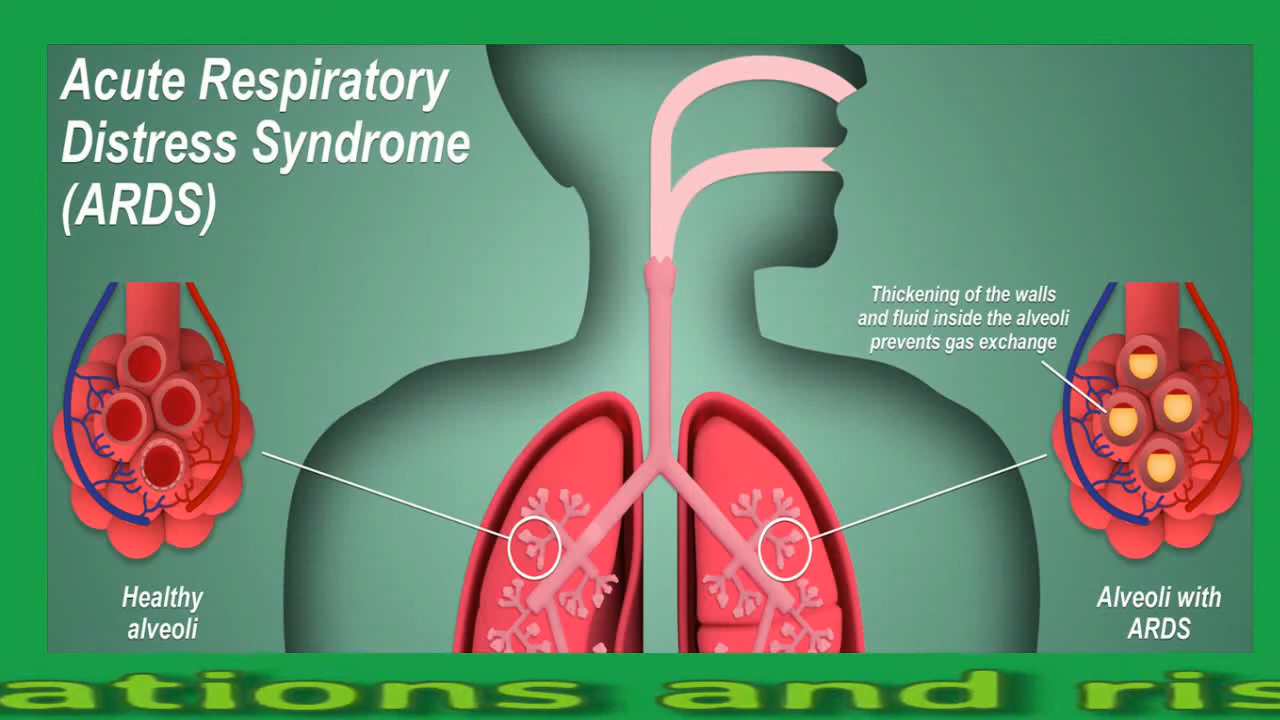 Acute Respiratory
Distress Syndrome
(ARDS)
Thickening of the walls
and fluid inside the alveoli
prevents gas exchange
Healthy
alveoli
Alveoli with
ARDS
ations and ris